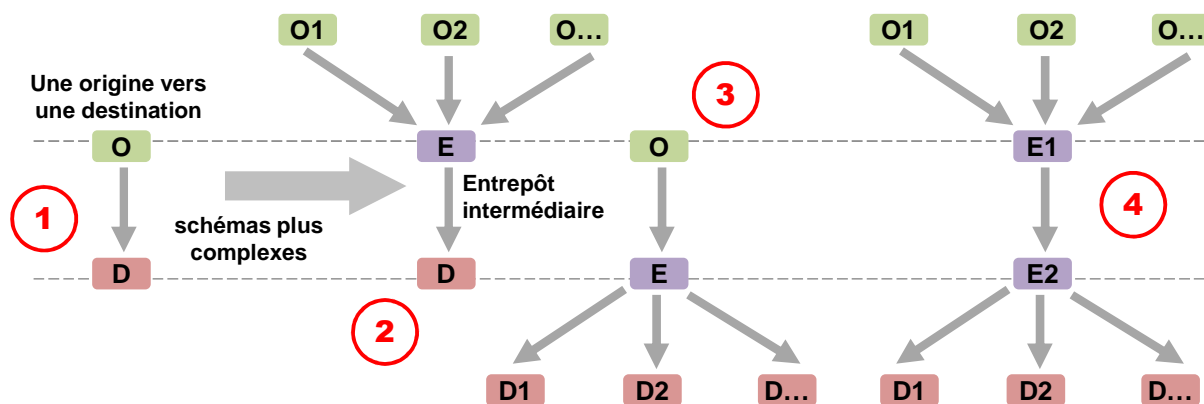 O1 O2 O… O1 O2 O…
Une origine vers
une destination
3
O E O E1
1
Entrepôt
intermédiaire
4
schémas plus
complexes
D D E E2
2
D1 D2 D… D1 D2 D…